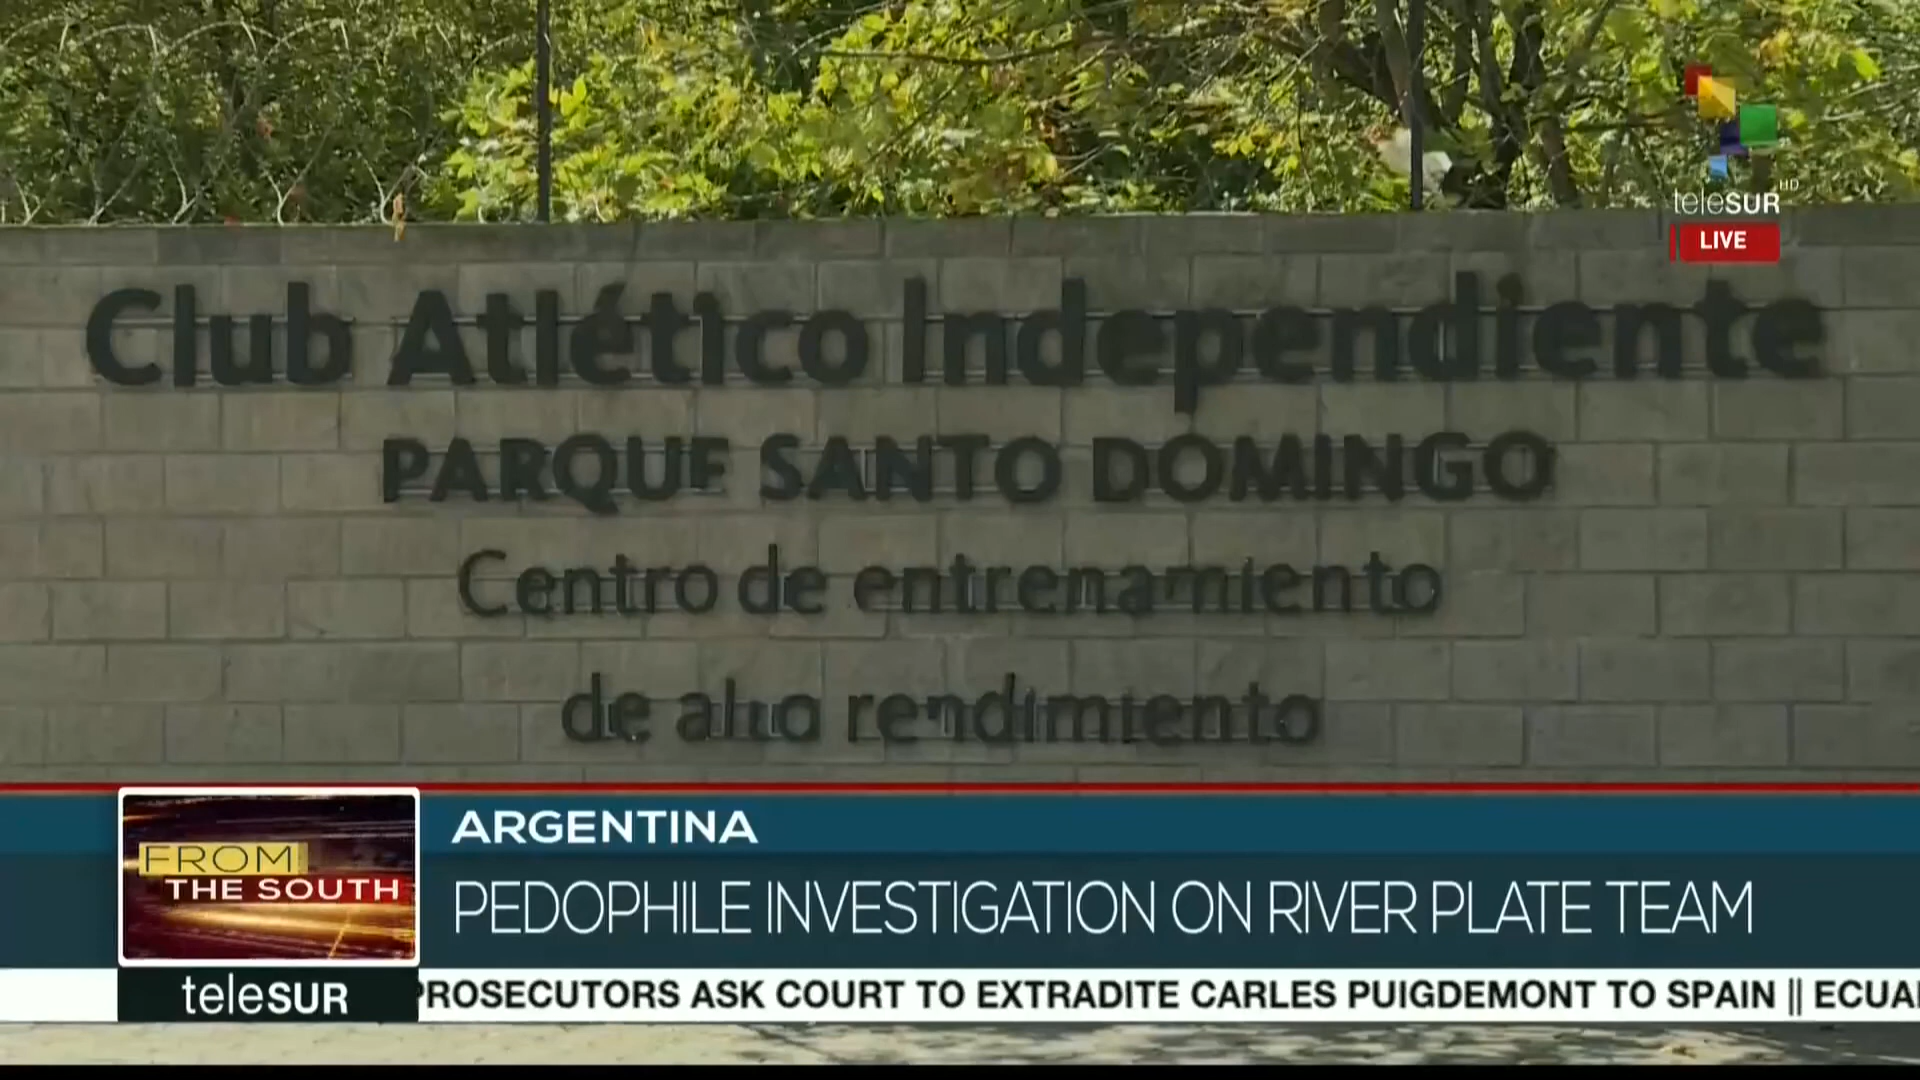 teleSUR HD
LIVE
Club Atlético Independiente
PARQUE SANTO DOMINGO
Centro de entrenamiento
de alto rendimiento
FROM
THE SOUTH
ARGENTINA
PEDOPHILE INVESTIGATION ON RIVER PLATE TEAM
teleSUR
PROSECUTORS ASK COURT TO EXTRADITE CARLES PUIGDEMONT TO SPAIN ||